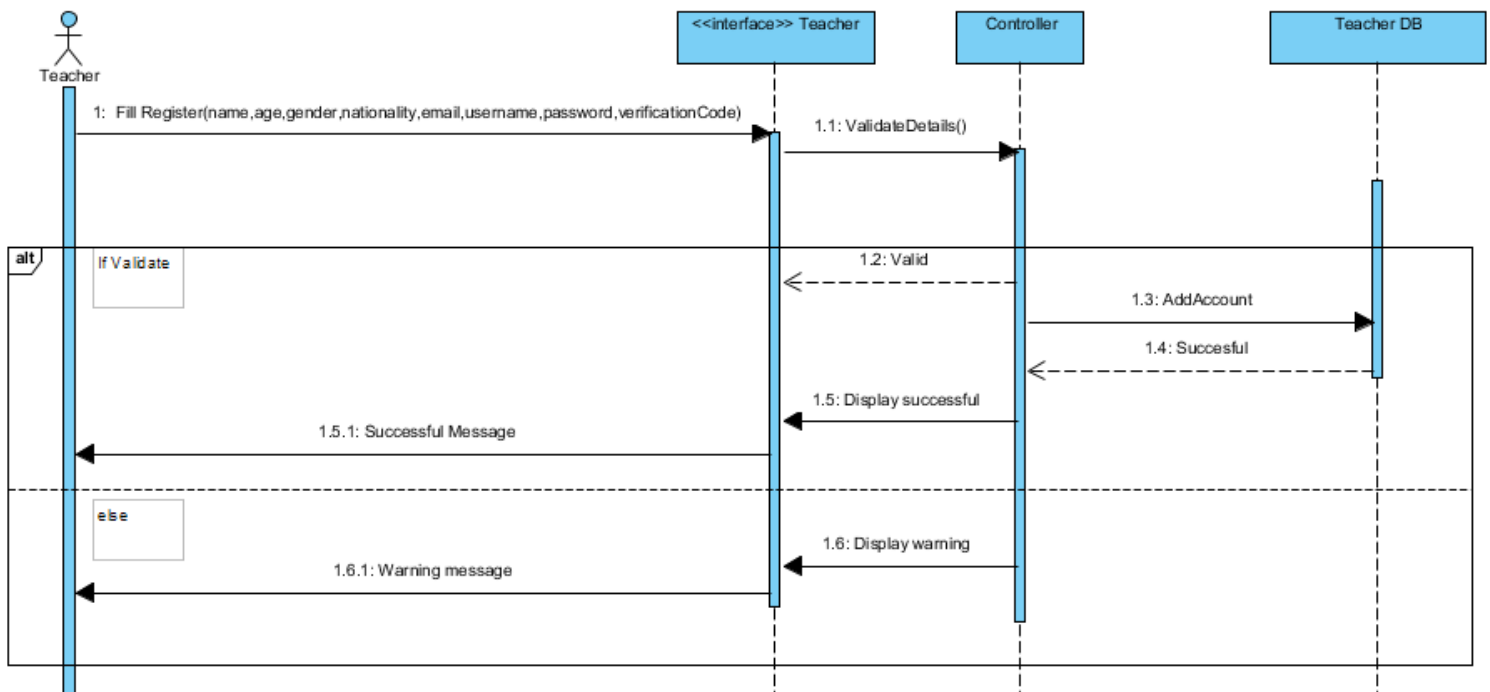 <<interface>> Teacher
Controller
Teacher DB
Teacher
1: Fill Register(name,age,gender,nationality,email,username,password,verificationCode)
1.1: ValidateDetails()
alt
If Validate
1.2: Valid
1.3: AddAccount
1.4: Succesful
1.5: Display successful
1.5.1: Successful Message
else
1.6: Display warning
1.6.1: Warning message